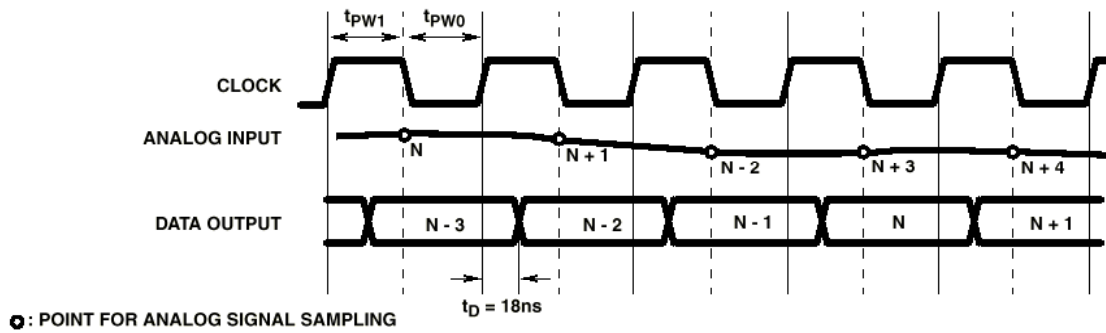 tPW1 tPW0
CLOCK
ANALOG INPUT
N N + 1 N - 2 N + 3 N + 4
DATA OUTPUT N - 3 N - 2 N - 1 N N + 1
tD = 18ns
: POINT FOR ANALOG SIGNAL SAMPLING